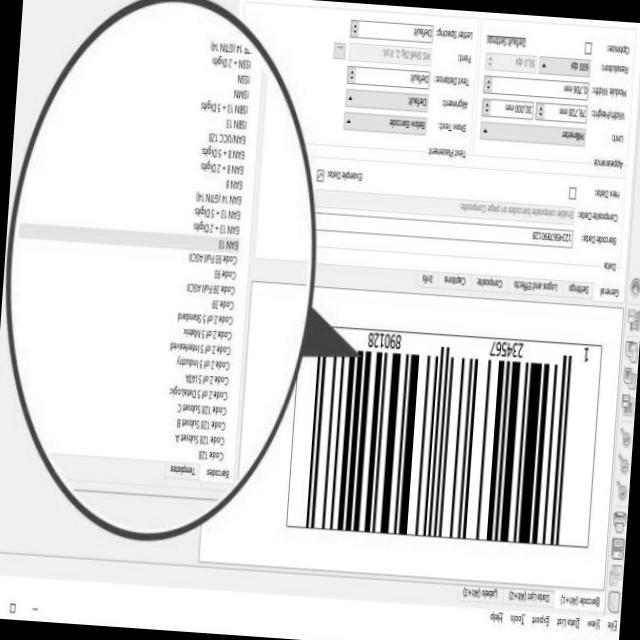 File View Data List Export Tools Help
Barcode (Alt+1) Data List (Alt+2) Labels (Alt+3)
Barcodes Templates
Code 128
Code 128 Subset A
Code 128 Subset B
Code 128 Subset C
Code 2 of 5 DataLogic
Code 2 of 5 IATA
Code 2 of 5 Industry
Code 2 of 5 Interleaved
Code 2 of 5 Matrix
Code 2 of 5 Standard
Code 39
Code 39 Full ASCII
Code 93
Code 93 Full ASCII
EAN 13
EAN 13 + 2 Digits
EAN 13 + 5 Digits
EAN 14 (GTIN 14)
EAN 8
EAN 8 + 2 Digits
EAN 8 + 5 Digits
EAN/UCC 128
ISBN 13
ISBN 13 + 5 Digits
ISMN
ISSN
ISSN + 2 Digits
14 (GTIN 14)
1 234567 890128
General Settings Logos and Effects Composite Captions Info
Data
Barcode Data: 1234567890128
Composite Data: Enable composite barcodes on page Composite.
Hex Data: Example Data:
Appearance
Unit: Millimeter
Width/Height: 79,728 mm 30,000 mm
Module Width: 0,706 mm
Resolution: 600 dpi 90,0 dpi
Optimize: Default Settings
Text Placement
Show Text: Below Barcode
Alignment: Default
Text Distance: Default
Font: MS Shell Dlg 2, 8 pt. ...
Letter Spacing: Default